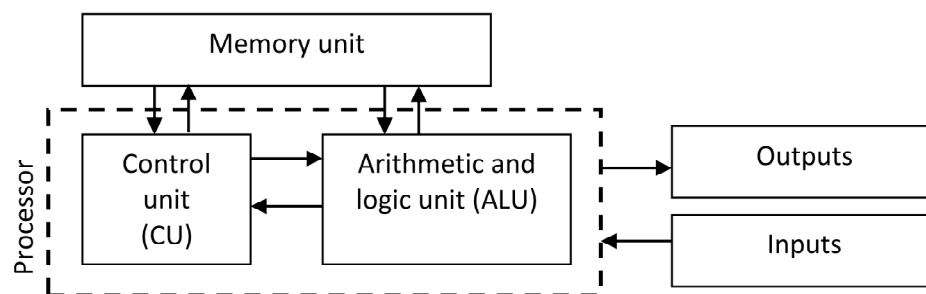 Memory unit
Control
unit
(CU)
Arithmetic and
logic unit (ALU)
Outputs
Inputs
Processor